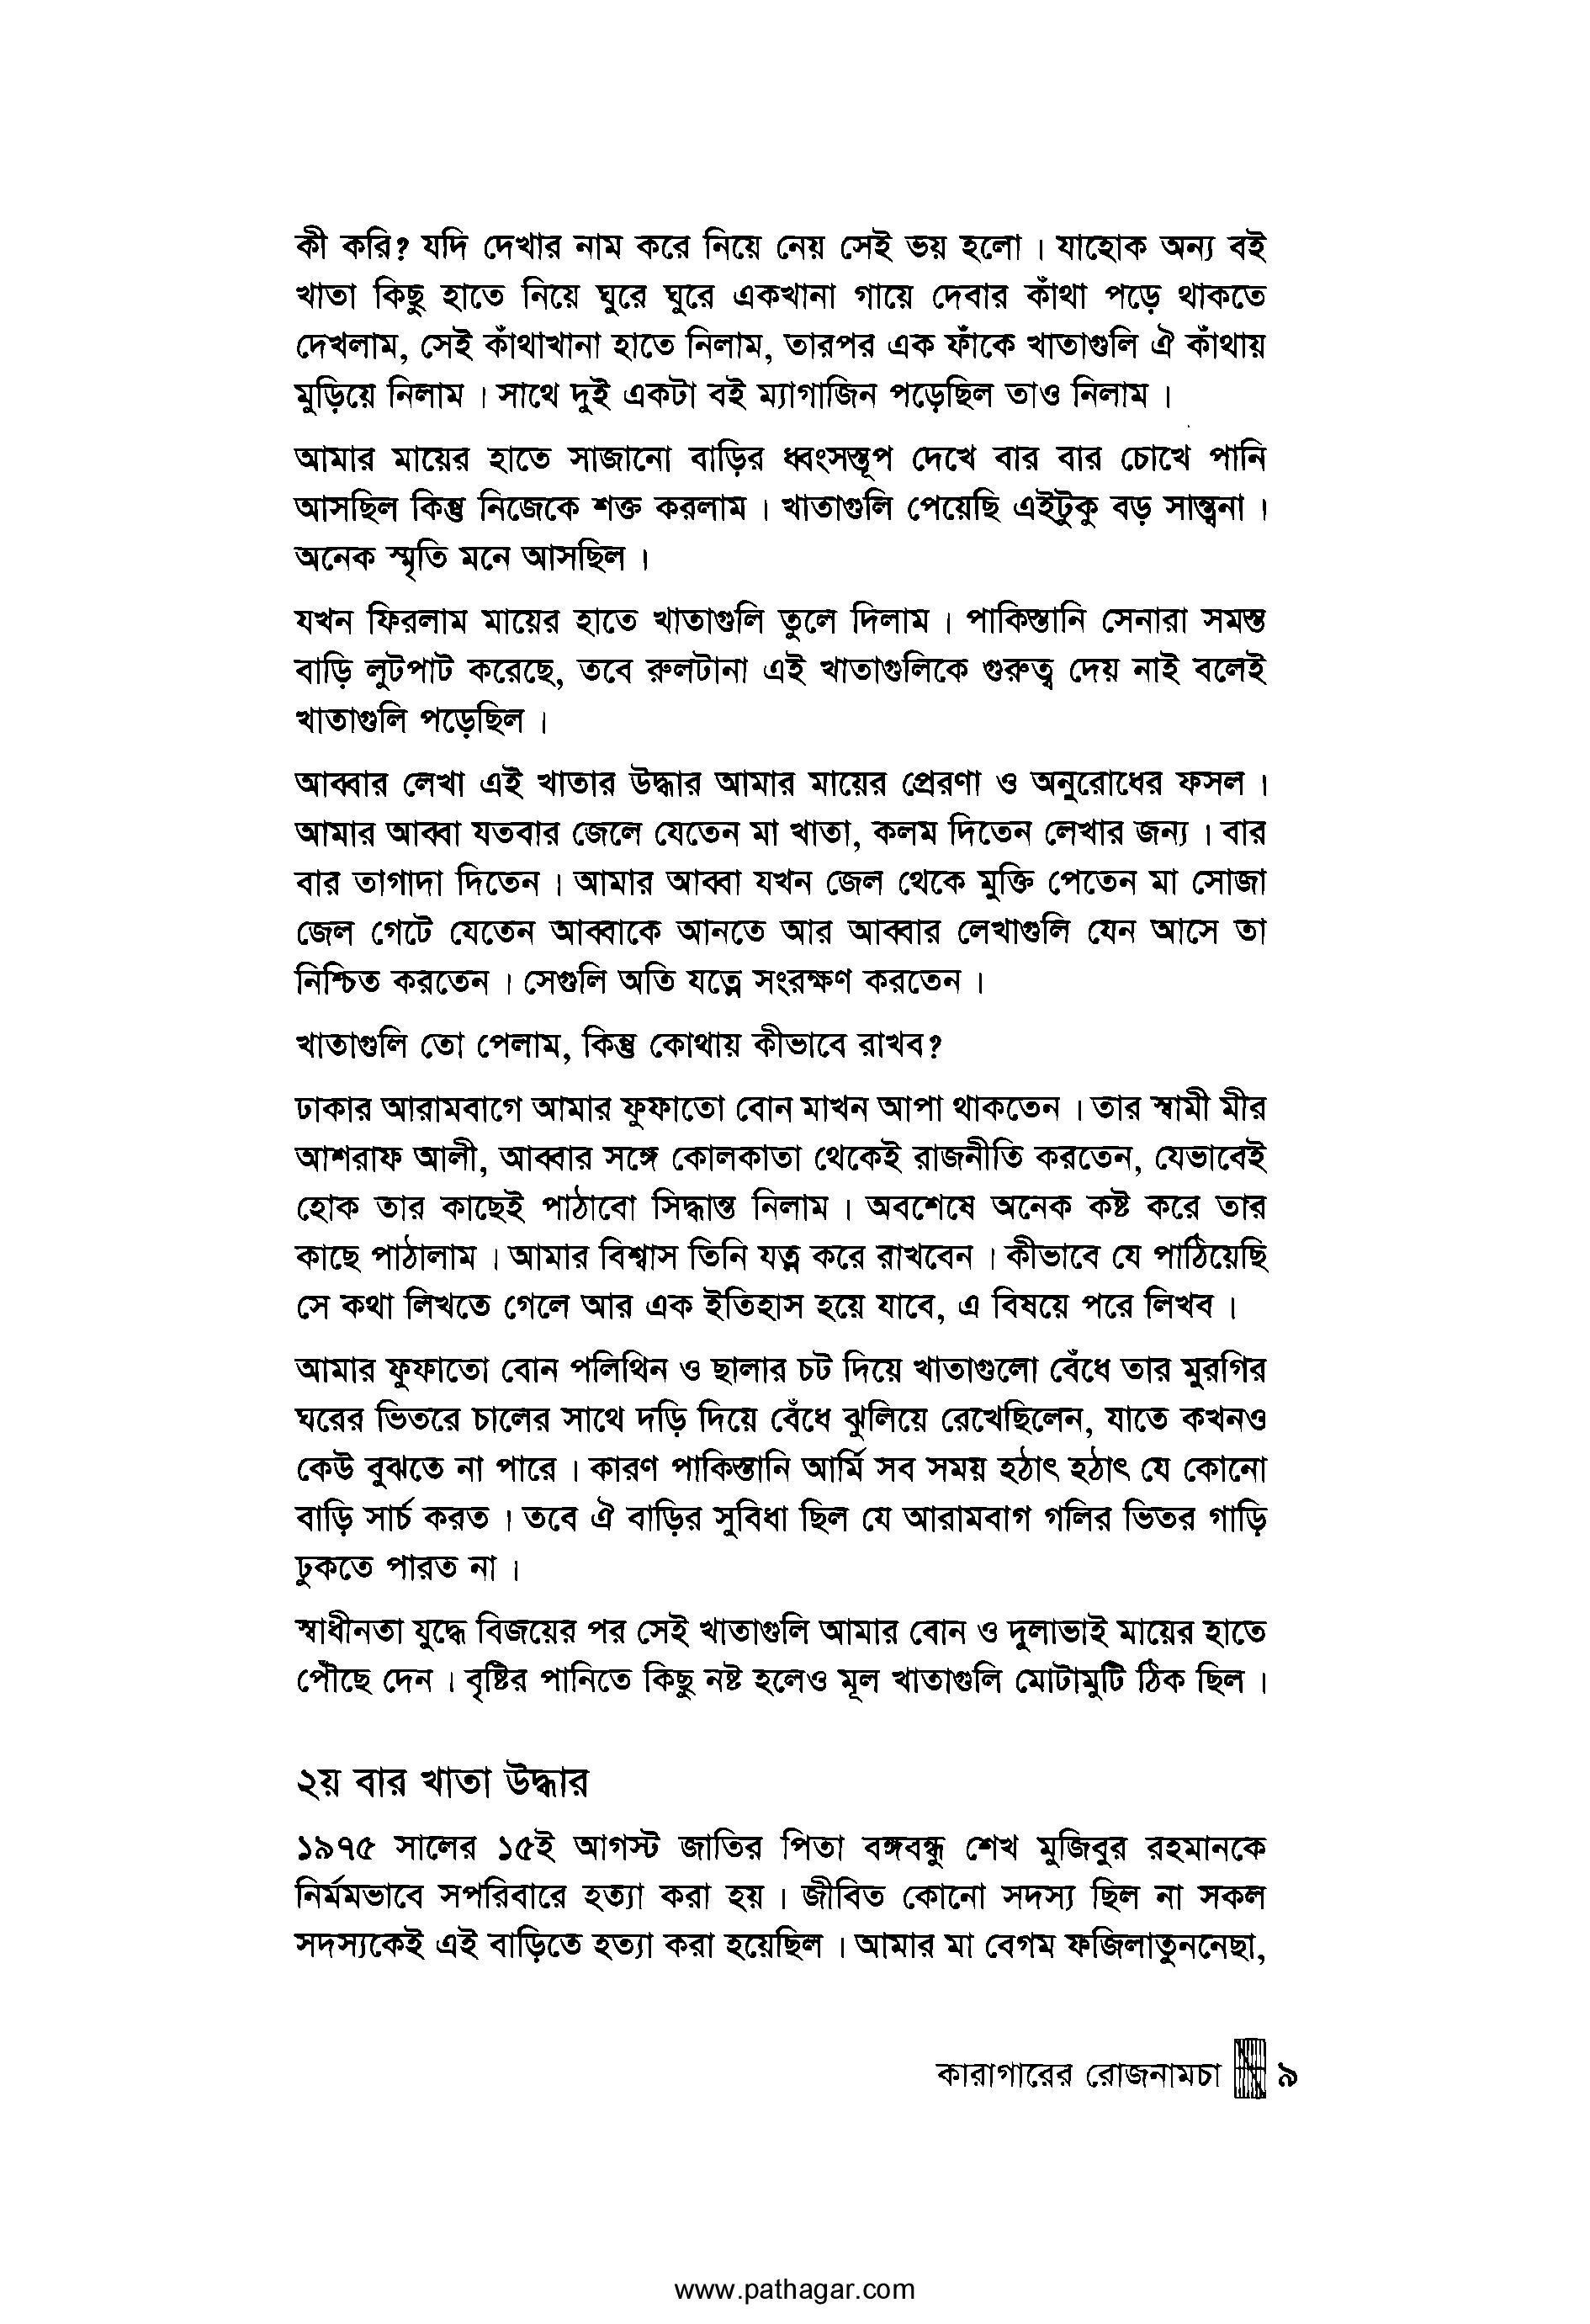 কী করি? যদি দেখার নাম করে নিয়ে নেয় সেই ভয় হলো । যাহোক অন্য বই
খাতা কিছু হাতে নিয়ে ঘুরে ঘুরে একখানা গায়ে দেবার কাঁথা পড়ে থাকতে
দেখলাম, সেই কাঁথাখানা হাতে নিলাম, তারপর এক ফাঁকে খাতাগুলি ঐ কাঁথায়
মুড়িয়ে নিলাম । সাথে দুই একটা বই ম্যাগাজিন পড়েছিল তাও নিলাম ।
আমার মায়ের হাতে সাজানো বাড়ির ধ্বংসস্তূপ দেখে বার বার চোখে পানি
আসছিল কিন্তু নিজেকে শক্ত করলাম । খাতাগুলি পেয়েছি এইটুকু বড় সান্ত্বনা ।
অনেক স্মৃতি মনে আসছিল ।
যখন ফিরলাম মায়ের হাতে খাতাগুলি তুলে দিলাম । পাকিস্তানি সেনারা সমস্ত
বাড়ি লুটপাট করেছে, তবে রুলটানা এই খাতাগুলিকে গুরুত্ব দেয় নাই বলেই
খাতাগুলি পড়েছিল ।
আব্বার লেখা এই খাতার উদ্ধার আমার মায়ের প্রেরণা ও অনুরোধের ফসল ।
আমার আব্বা যতবার জেলে যেতেন মা খাতা, কলম দিতেন লেখার জন্য । বার
বার তাগাদা দিতেন । আমার আব্বা যখন জেল থেকে মুক্তি পেতেন মা সোজা
জেল গেটে যেতেন আব্বাকে আনতে আর আব্বার লেখাগুলি যেন আসে তা
নিশ্চিত করতেন । সেগুলি অতি যত্নে সংরক্ষণ করতেন ।
খাতাগুলি তো পেলাম, কিন্তু কোথায় কীভাবে রাখব?
ঢাকার আরামবাগে আমার ফুফাতো বোন মাখন আপা থাকতেন । তার স্বামী মীর
আশরাফ আলী, আব্বার সঙ্গে কোলকাতা থেকেই রাজনীতি করতেন, যেভাবেই
হোক তার কাছেই পাঠাবো সিদ্ধান্ত নিলাম । অবশেষে অনেক কষ্ট করে তার
কাছে পাঠালাম । আমার বিশ্বাস তিনি যত্ন করে রাখবেন । কীভাবে যে পাঠিয়েছি
সে কথা লিখতে গেলে আর এক ইতিহাস হয়ে যাবে, এ বিষয়ে পরে লিখব ।
আমার ফুফাতো বোন পলিথিন ও ছালার চট দিয়ে খাতাগুলো বেঁধে তার মুরগির
ঘরের ভিতরে চালের সাথে দড়ি দিয়ে বেঁধে ঝুলিয়ে রেখেছিলেন, যাতে কখনও
কেউ বুঝতে না পারে । কারণ পাকিস্তানি আর্মি সব সময় হঠাৎ হঠাৎ যে কোনো
বাড়ি সার্চ করত । তবে ঐ বাড়ির সুবিধা ছিল যে আরামবাগ গলির ভিতর গাড়ি
ঢুকতে পারত না ।
স্বাধীনতা যুদ্ধে বিজয়ের পর সেই খাতাগুলি আমার বোন ও দুলাভাই মায়ের হাতে
পৌঁছে দেন । বৃষ্টির পানিতে কিছু নষ্ট হলেও মূল খাতাগুলি মোটামুটি ঠিক ছিল ।
২য় বার খাতা উদ্ধার
১৯৭৫ সালের ১৫ই আগস্ট জাতির পিতা বঙ্গবন্ধু শেখ মুজিবুর রহমানকে
নির্মমভাবে সপরিবারে হত্যা করা হয় । জীবিত কোনো সদস্য ছিল না সকল
সদস্যকেই এই বাড়িতে হত্যা করা হয়েছিল । আমার মা বেগম ফজিলাতুননেছা,
কারাগারের রোজনামচা ৯
www.pathagar.com